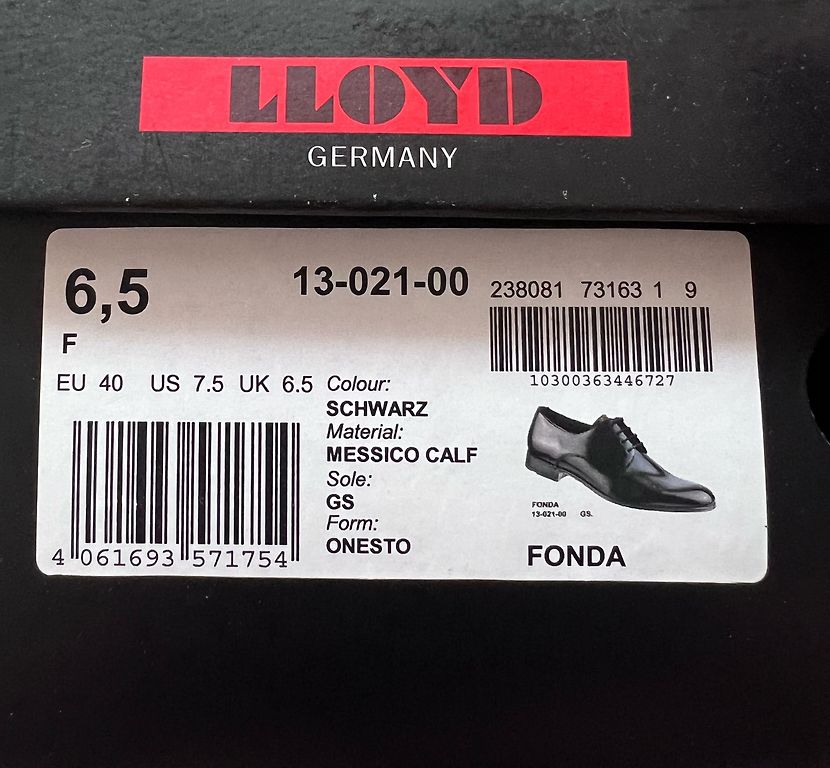 LLOYD
GERMANY
6,5
13-021-00
238081 73163 1 9
F
10300363446727
EU 40 US 7.5 UK 6.5
Colour:
SCHWARZ
Material:
MESSICO CALF
Sole:
GS
Form:
ONESTO
4 061693 571754
FONDA
13-021-00 GS.
FONDA